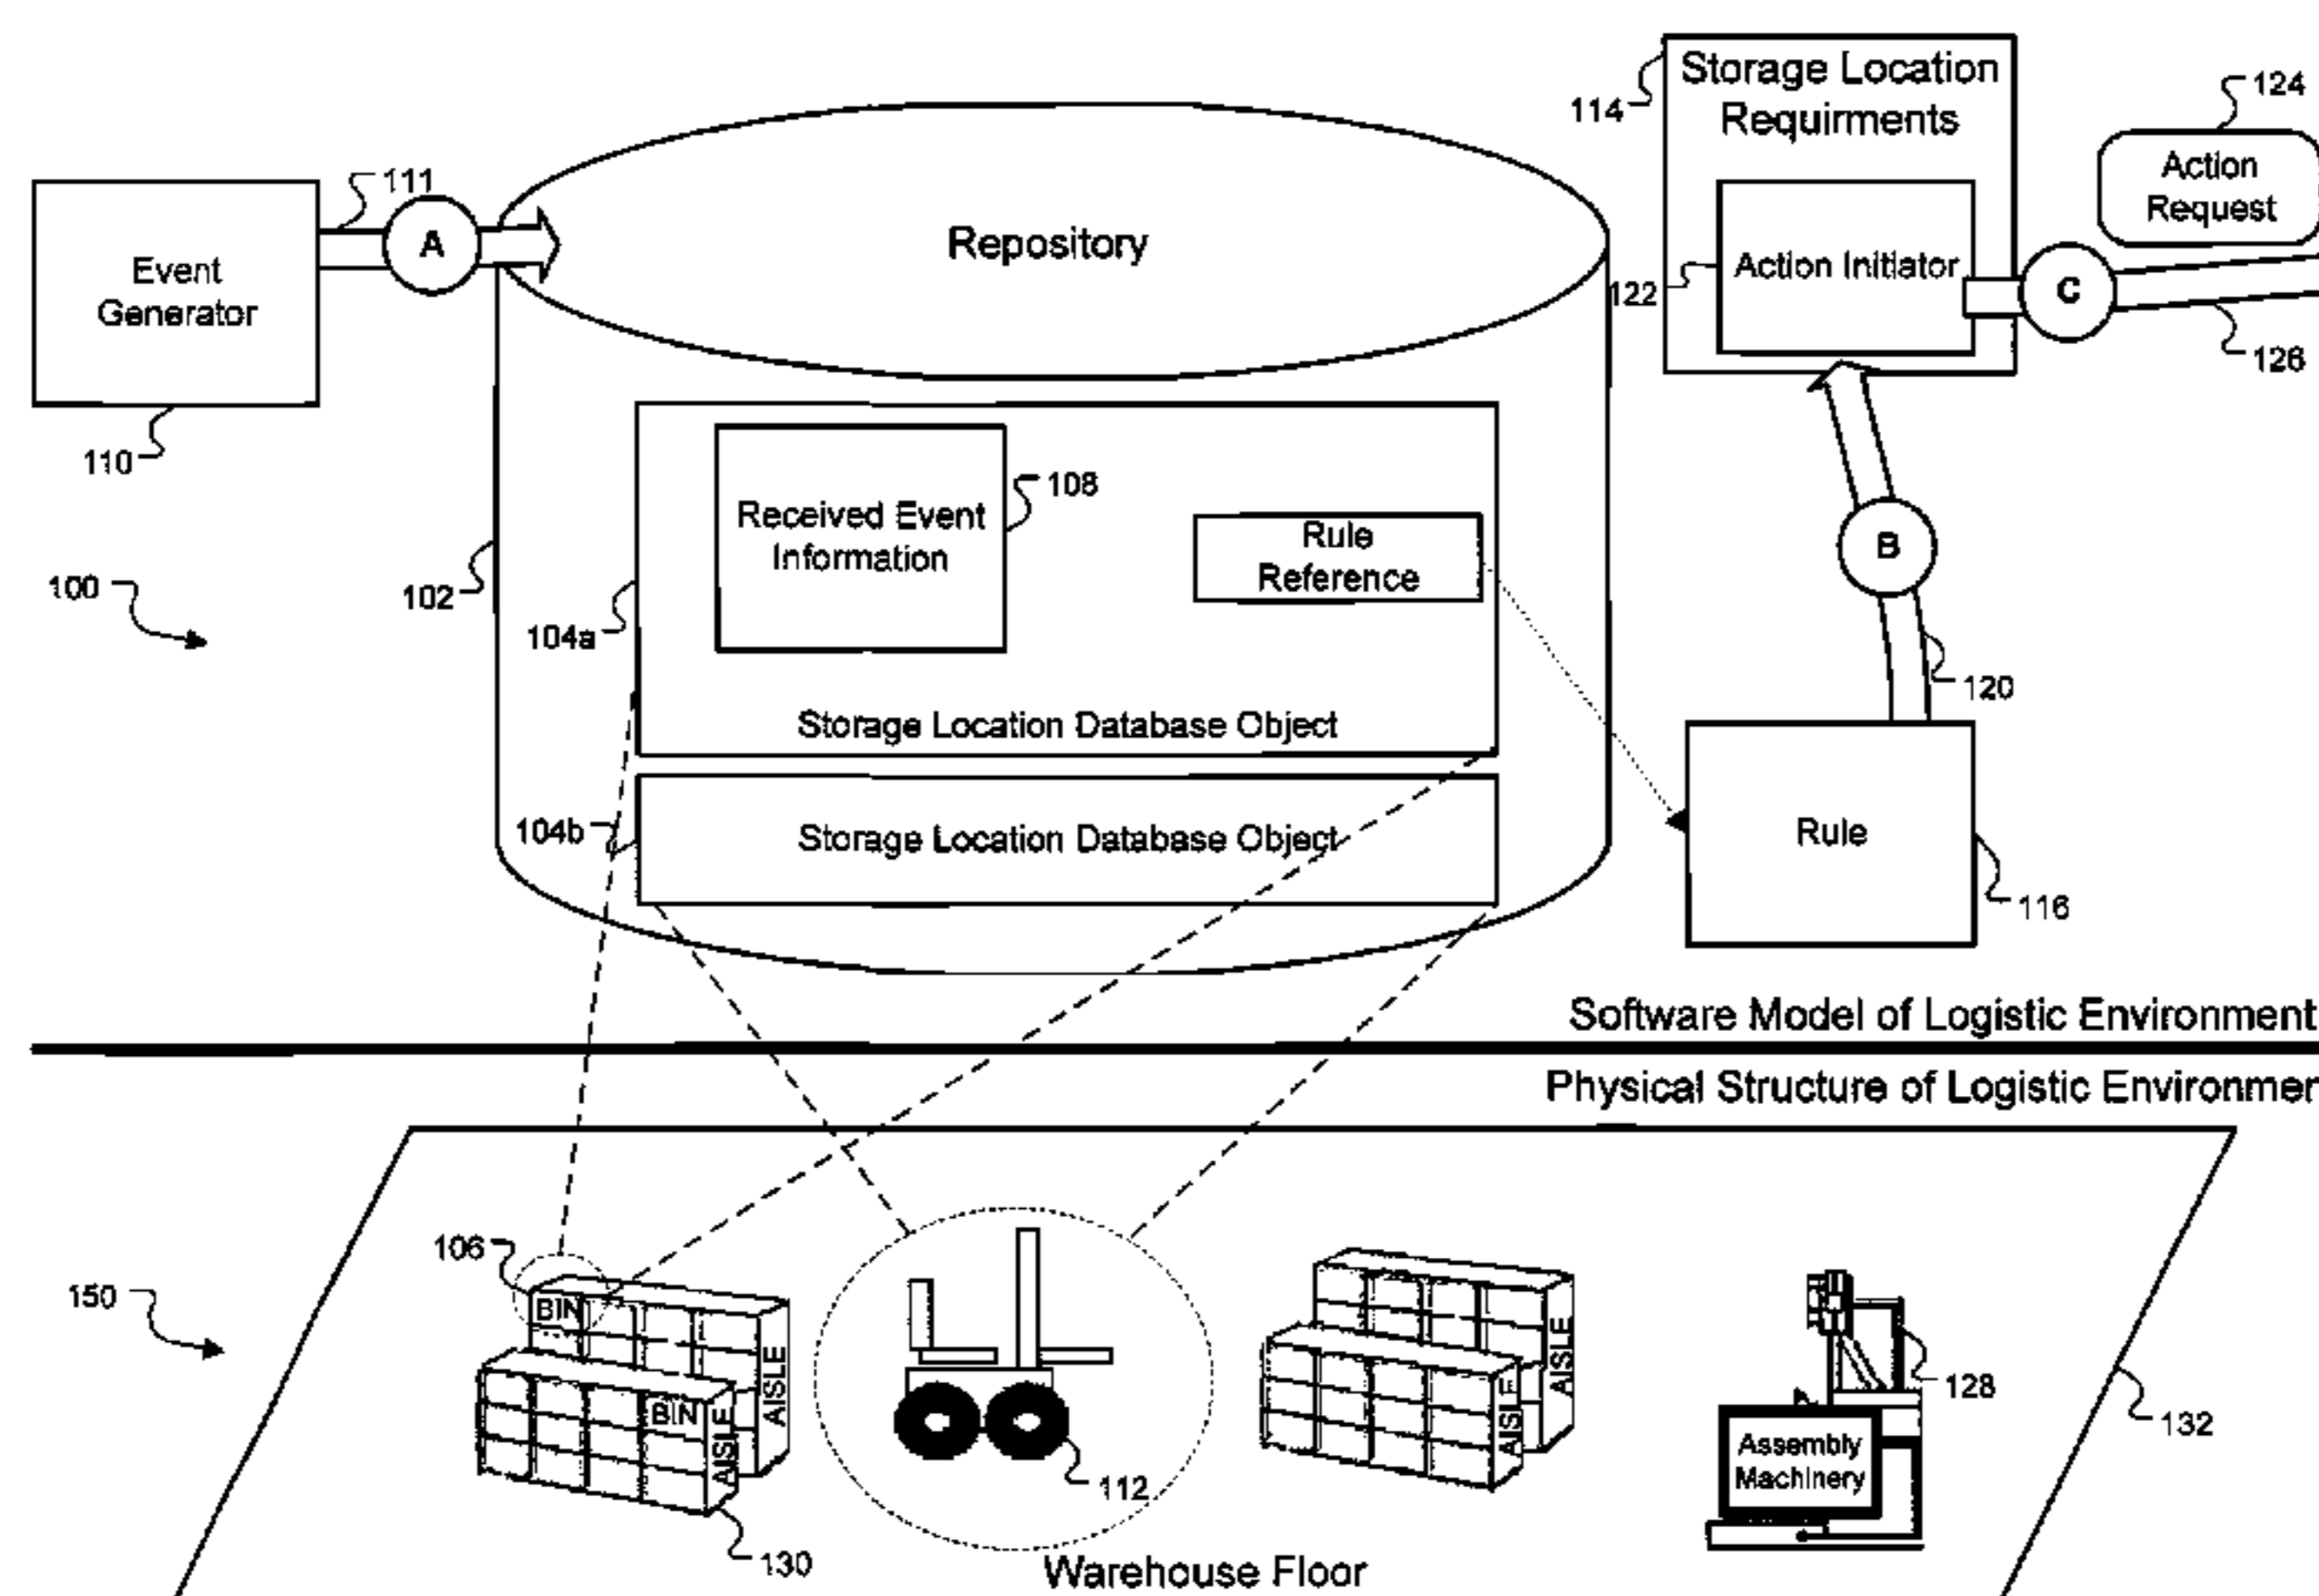 Storage Location
Requirments
114
124
Action
Request
111
A
Event
Generator
Repository
Action Initiator
122
C
126
110
108
Received Event
Information
Rule
Reference
B
100
102
104a
120
Storage Location Database Object
104b
Storage Location Database Object
Rule
116
Software Model of Logistic Environment
Physical Structure of Logistic Environmer
106
150
BIN
AISLE
AISLE
BIN
AISLE
AISLE
128
132
Assembly
Machinery
112
130
Warehouse Floor